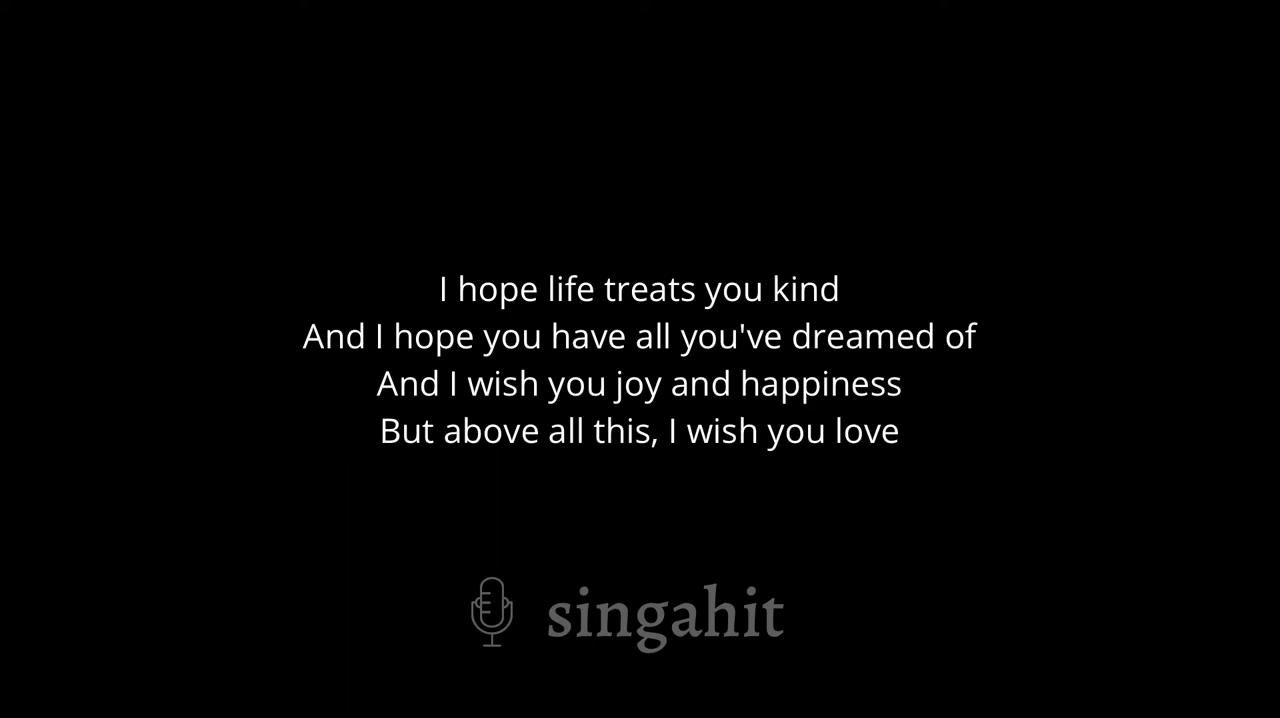 I hope life treats you kind
And I hope you have all you've dreamed of
And I wish you joy and happiness
But above all this, I wish you love
singahit